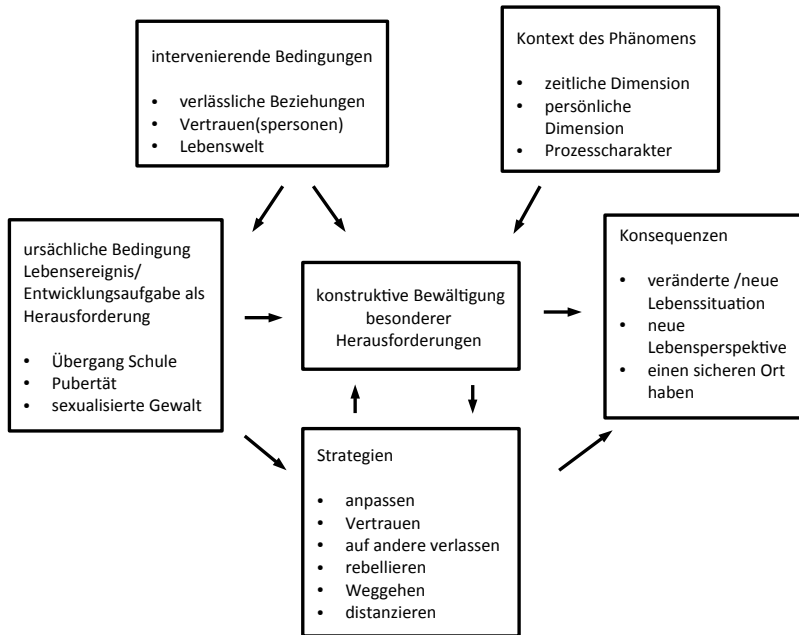 intervenierende Bedingungen
• verlässliche Beziehungen
• Vertrauen(spersonen)
• Lebenswelt
Kontext des Phänomens
• zeitliche Dimension
• persönliche
Dimension
• Prozesscharakter
ursächliche Bedingung
Lebensereignis/
Entwicklungsaufgabe als
Herausforderung
• Übergang Schule
• Pubertät
• sexualisierte Gewalt
konstruktive Bewältigung
besonderer
Herausforderungen
Konsequenzen
• veränderte /neue
Lebenssituation
• neue
Lebensperspektive
• einen sicheren Ort
haben
Strategien
• anpassen
• Vertrauen
• auf andere verlassen
• rebellieren
• Weggehen
• distanzieren